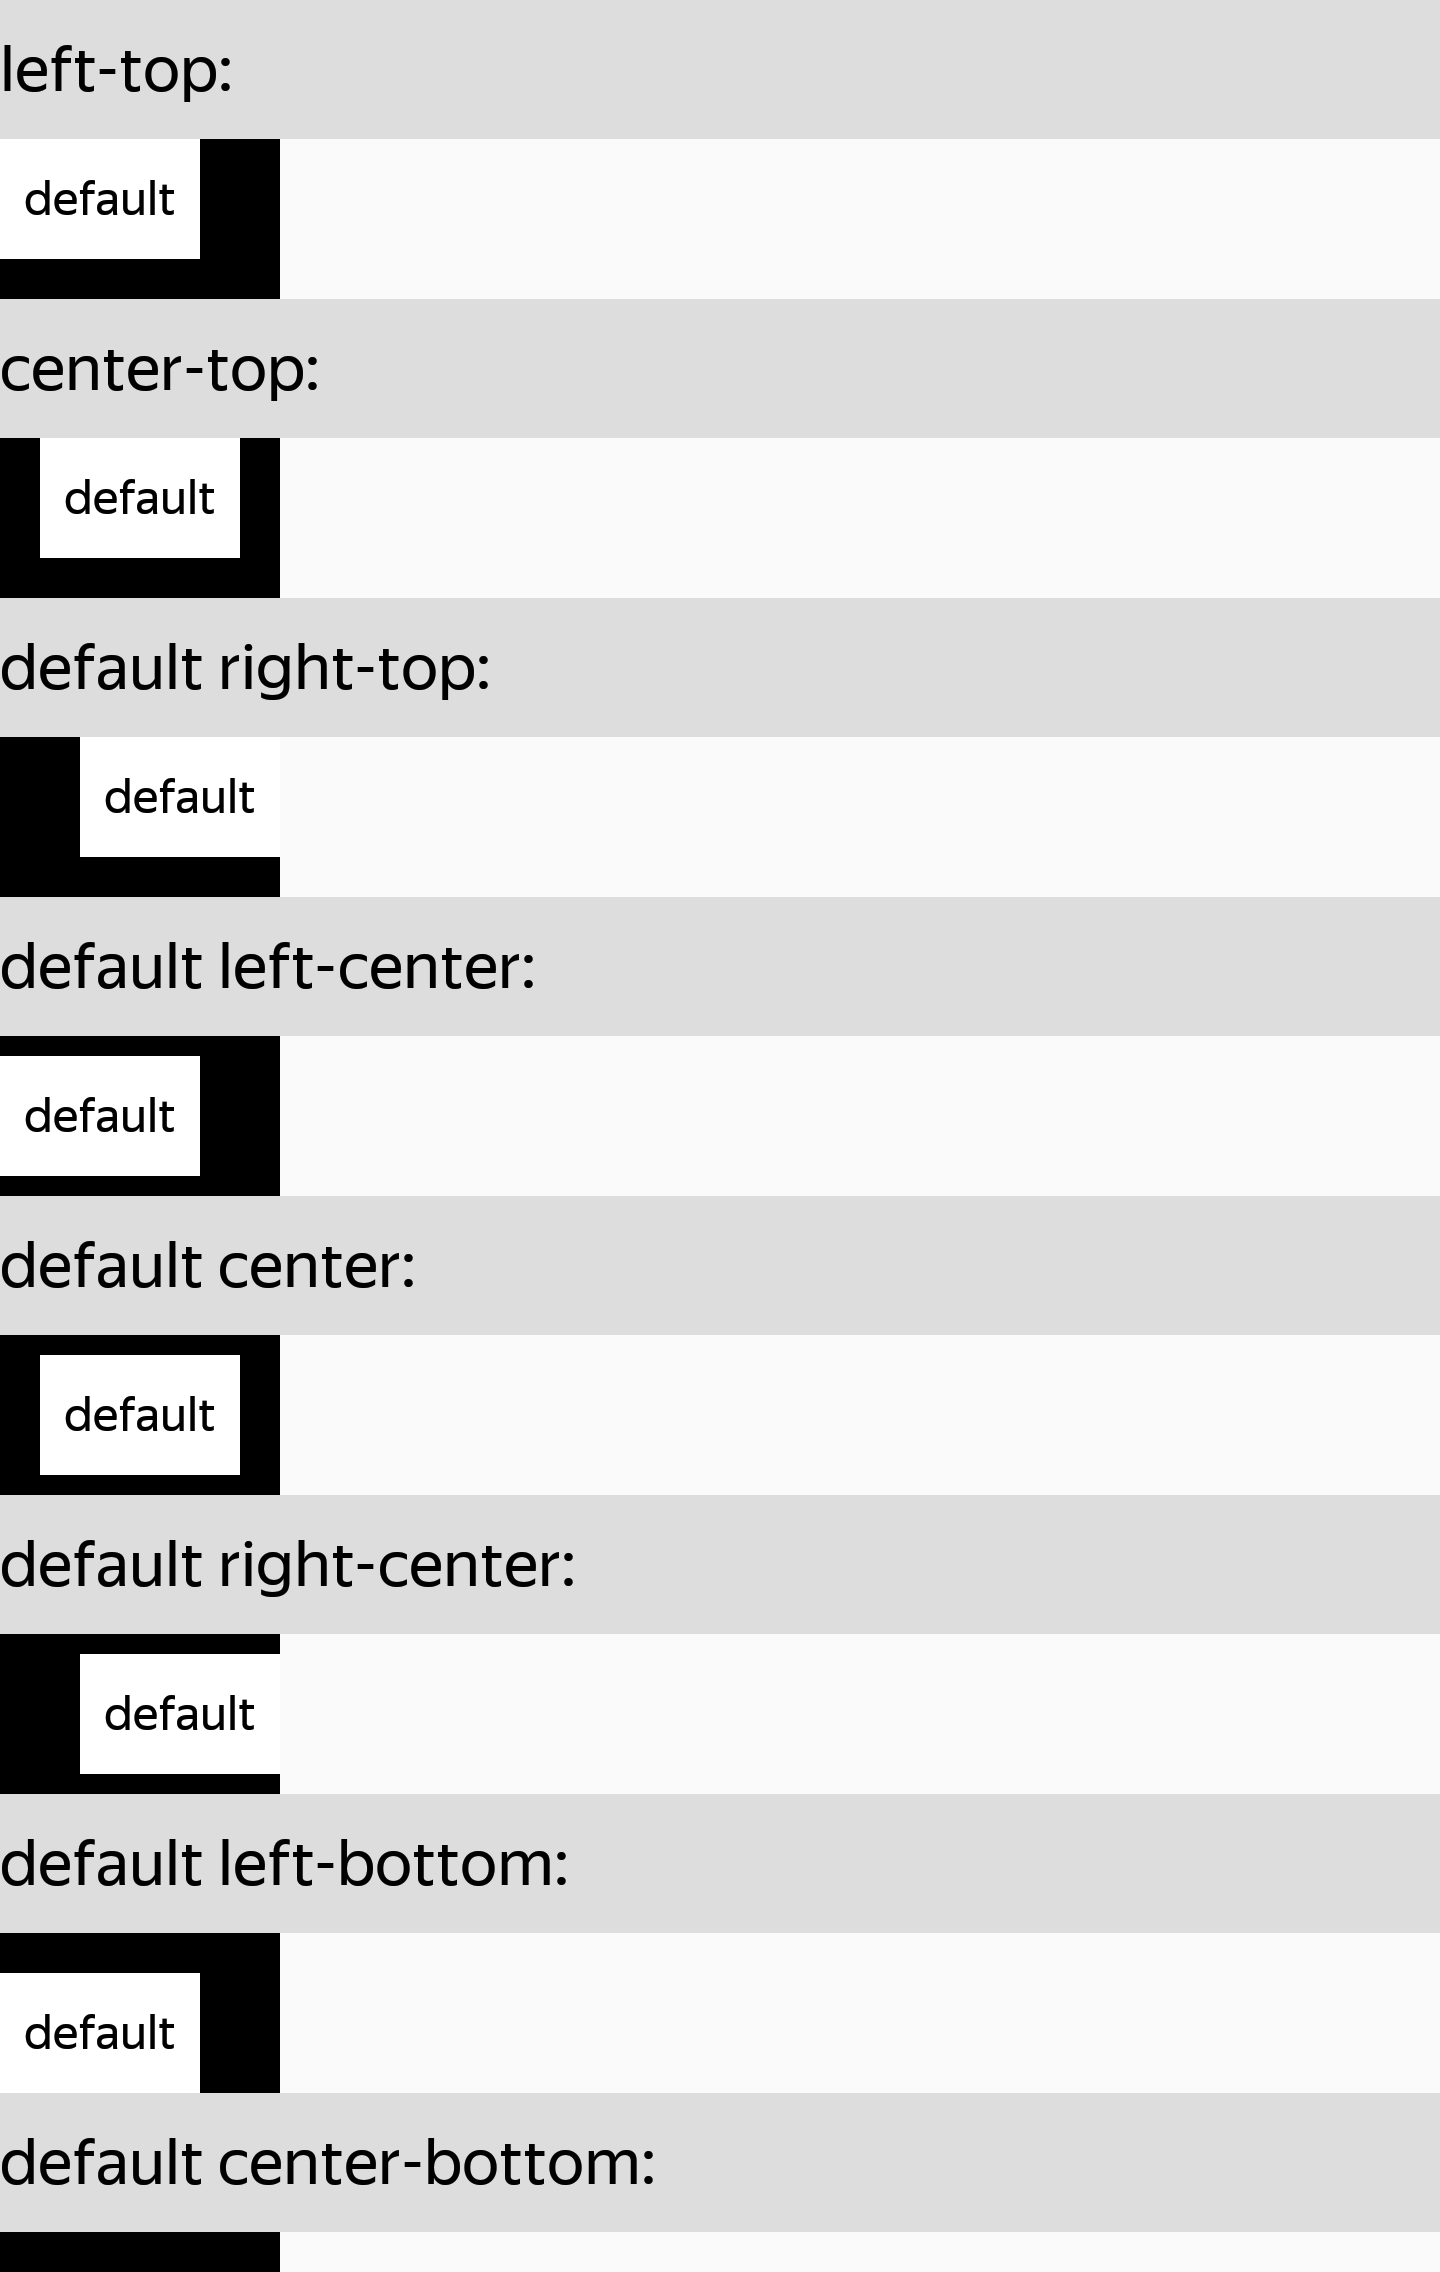 left-top:
default
center-top:
default
default right-top:
default
default left-center:
default
default center:
default
default right-center:
default
default left-bottom:
default
default center-bottom: